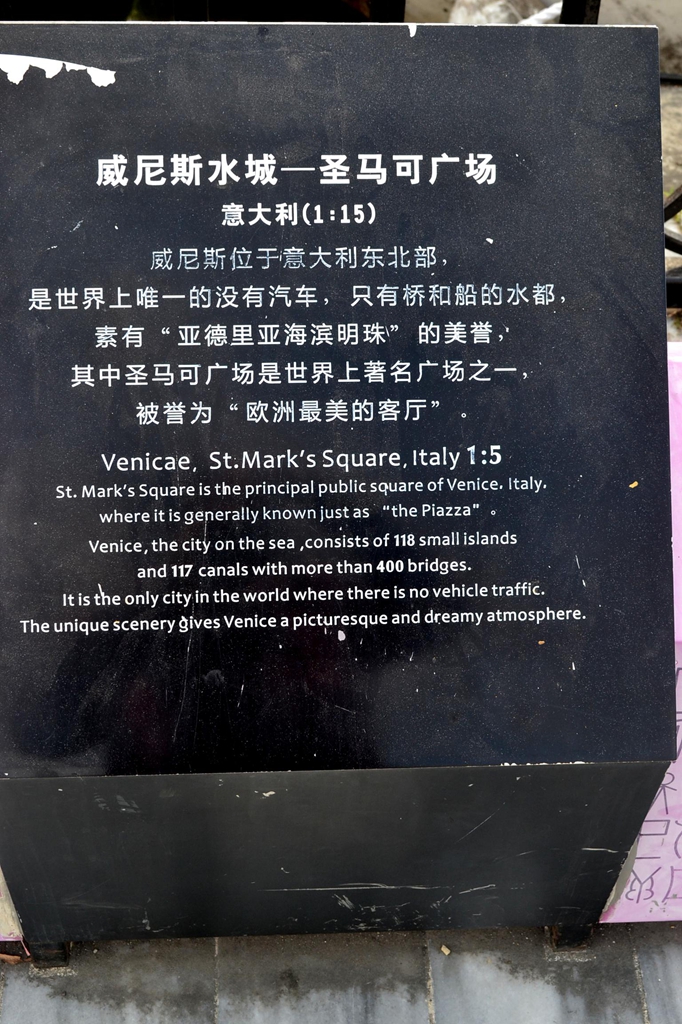 威尼斯水城—圣马可广场
意大利(1:15)
威尼斯位于意大利东北部，
是世界上唯一的没有汽车，只有桥和船的水都，
素有“亚德里亚海滨明珠”的美誉，
其中圣马可广场是世界上著名广场之一，
被誉为“欧洲最美的客厅”。
Venicae, St.Mark's Square, Italy 1:5
St. Mark's Square is the principal public square of Venice. Italy.
where it is generally known just as “the Piazza”。
Venice, the city on the sea ,consists of 118 small islands
and 117 canals with more than 400 bridges.
It is the only city in the world where there is no vehicle traffic.
The unique scenery gives Venice a picturesque and dreamy atmosphere.